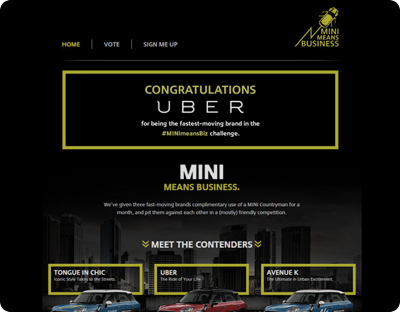 HOME
VOTE
SIGN ME UP
MINI
MEANS
BUSINESS
CONGRATULATIONS
UBER
for being the fastest-moving brand in the
#MINImeansBiz challenge.
MINI
MEANS BUSINESS.
We've given three fast-moving brands complimentary use of a MINI Countryman for a
month, and pit them against each other in a (mostly) friendly competition.
MEET THE CONTENDERS
TONGUE IN CHIC
Iconic Style Takes to the Streets.
UBER
The Ride of Your Life.
AVENUE K
The Ultimate in Urban Excitement.